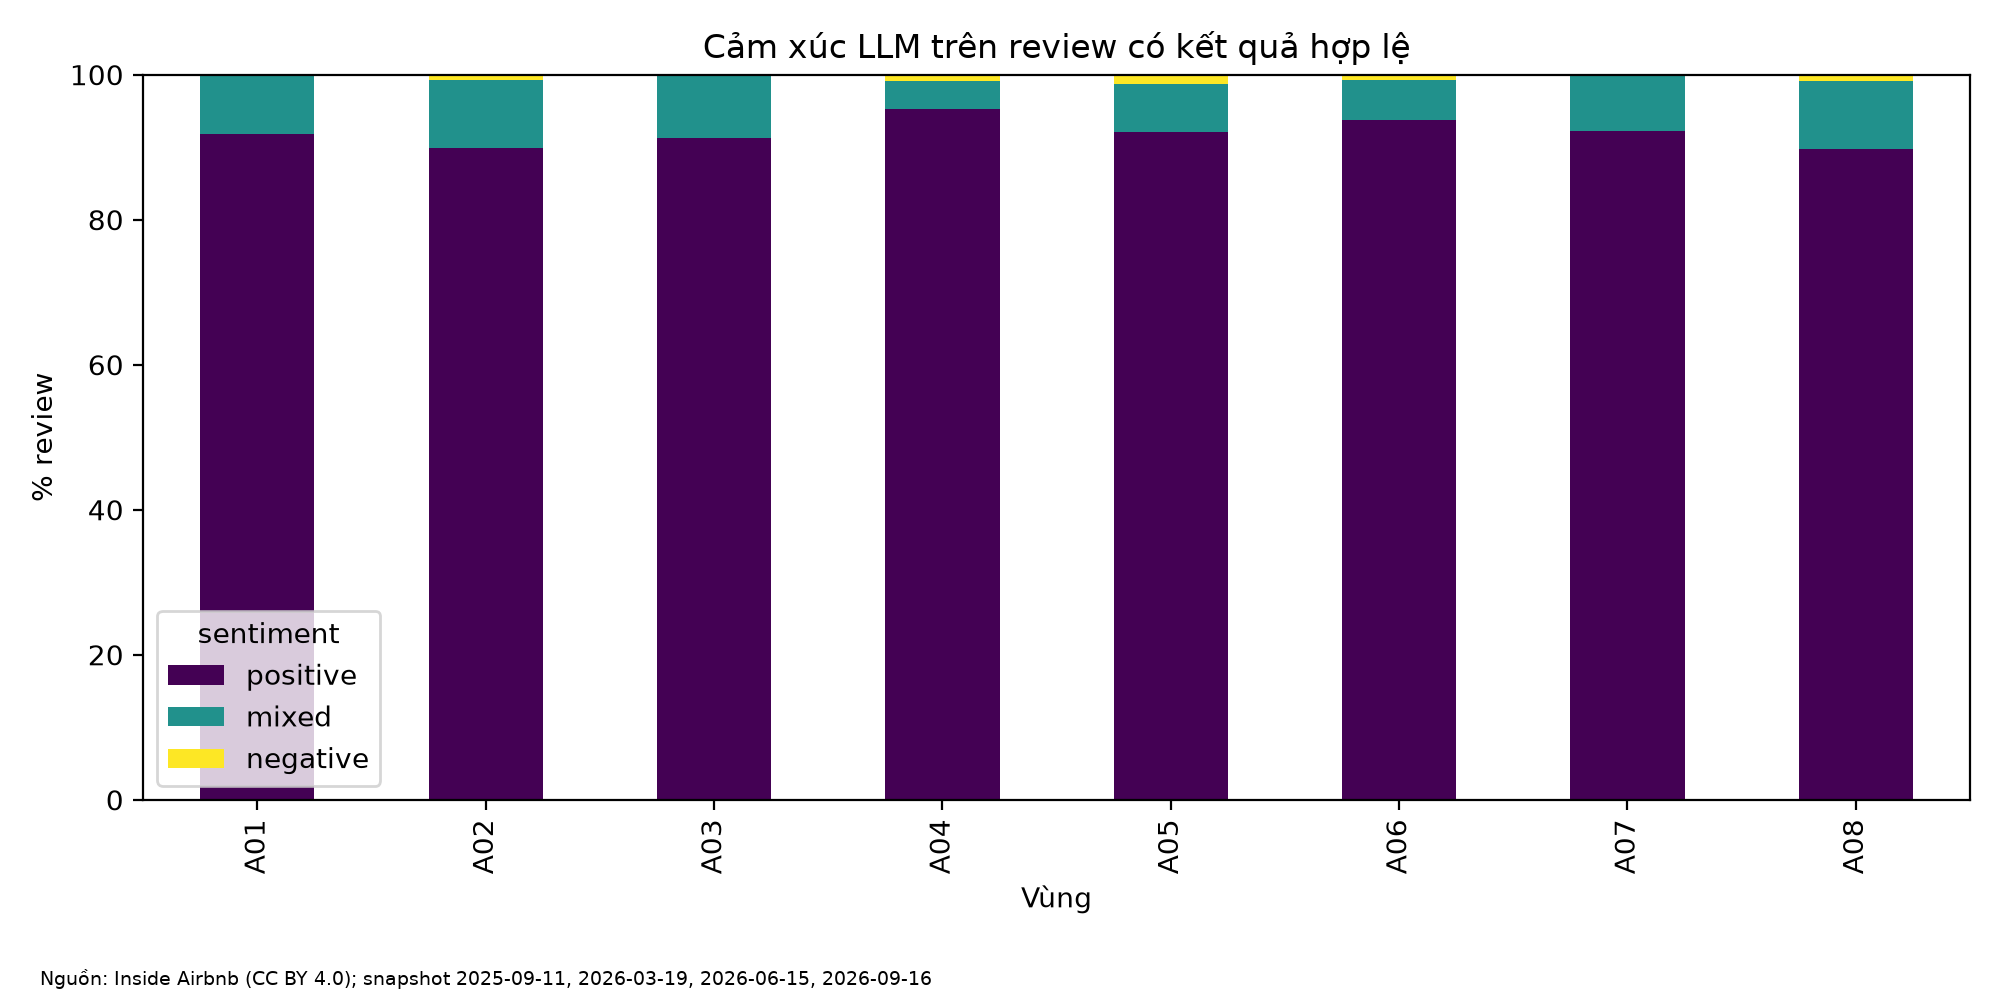 Cảm xúc LLM trên review có kết quả hợp lệ
100
80
60
40
20
0
% review
sentiment
positive
mixed
negative
A01
A02
A03
A04
A05
A06
A07
A08
Vùng
Nguồn: Inside Airbnb (CC BY 4.0); snapshot 2025-09-11, 2026-03-19, 2026-06-15, 2026-09-16